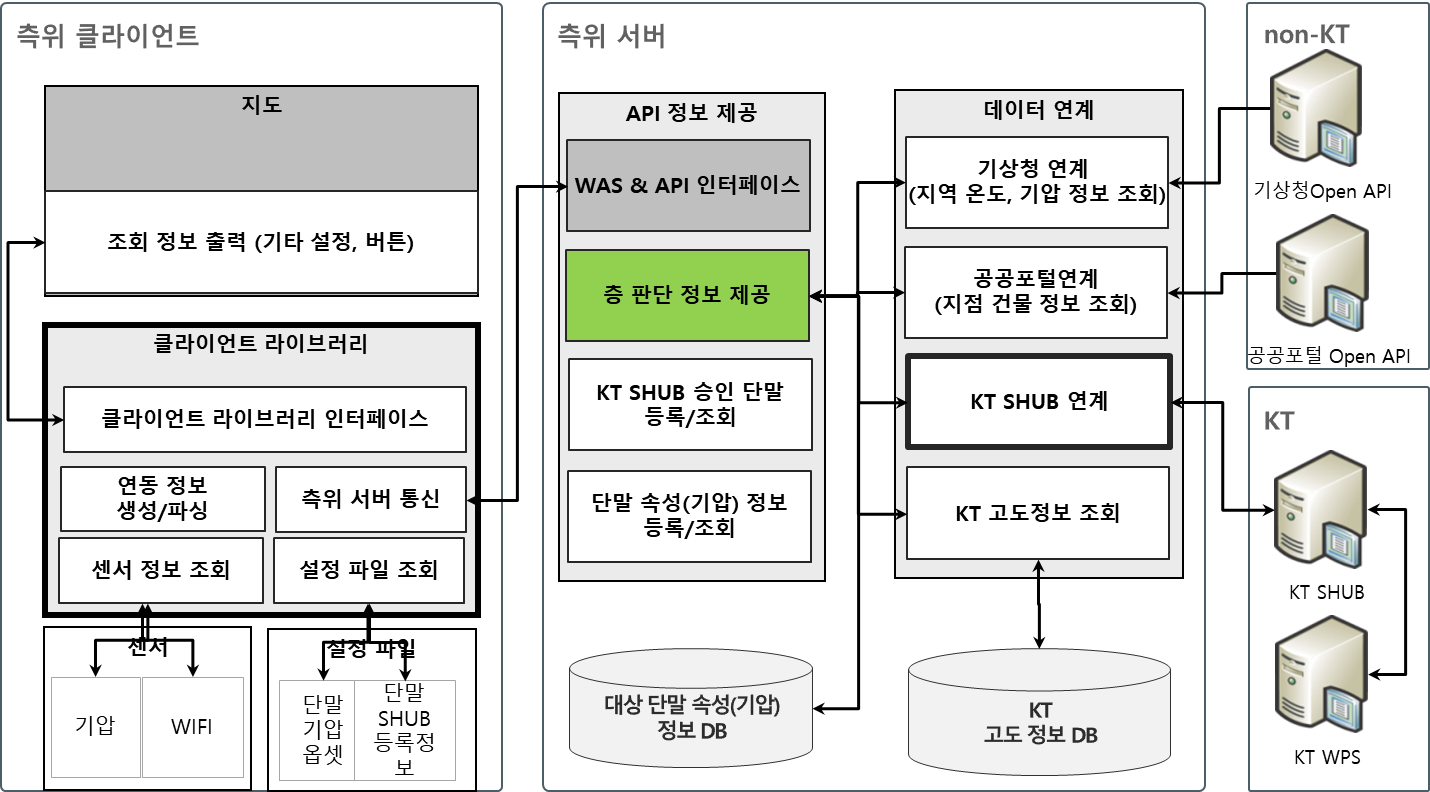 측위 클라이언트
지도
조회 정보 출력 (기타 설정, 버튼)
클라이언트 라이브러리
클라이언트 라이브러리 인터페이스
연동 정보
생성/파싱
측위 서버 통신
센서 정보 조회
설정 파일 조회
센서
기압
WIFI
설정 파일
단말
기압
옵셋
단말
SHUB
등록정
보
측위 서버
API 정보 제공
WAS & API 인터페이스
층 판단 정보 제공
KT SHUB 승인 단말
등록/조회
단말 속성(기압) 정보
등록/조회
대상 단말 속성(기압)
정보 DB
데이터 연계
기상청 연계
(지역 온도, 기압 정보 조회)
공공포털연계
(지점 건물 정보 조회)
KT SHUB 연계
KT 고도정보 조회
KT
고도 정보 DB
non-KT
기상청Open API
공공포털 Open API
KT
KT SHUB
KT WPS